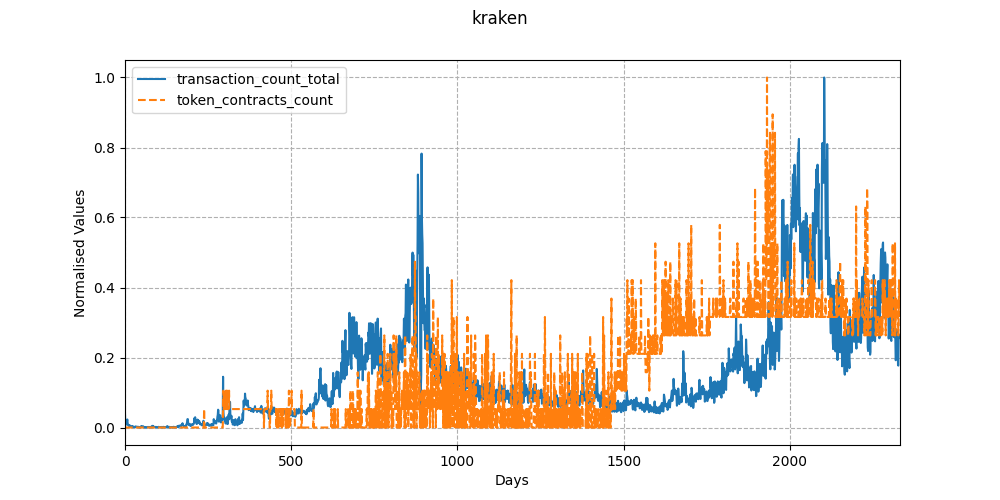 kraken
transaction_count_total
token_contracts_count
Normalised Values
1.0
0.8
0.6
0.4
0.2
0.0
0 500 1000 1500 2000
Days